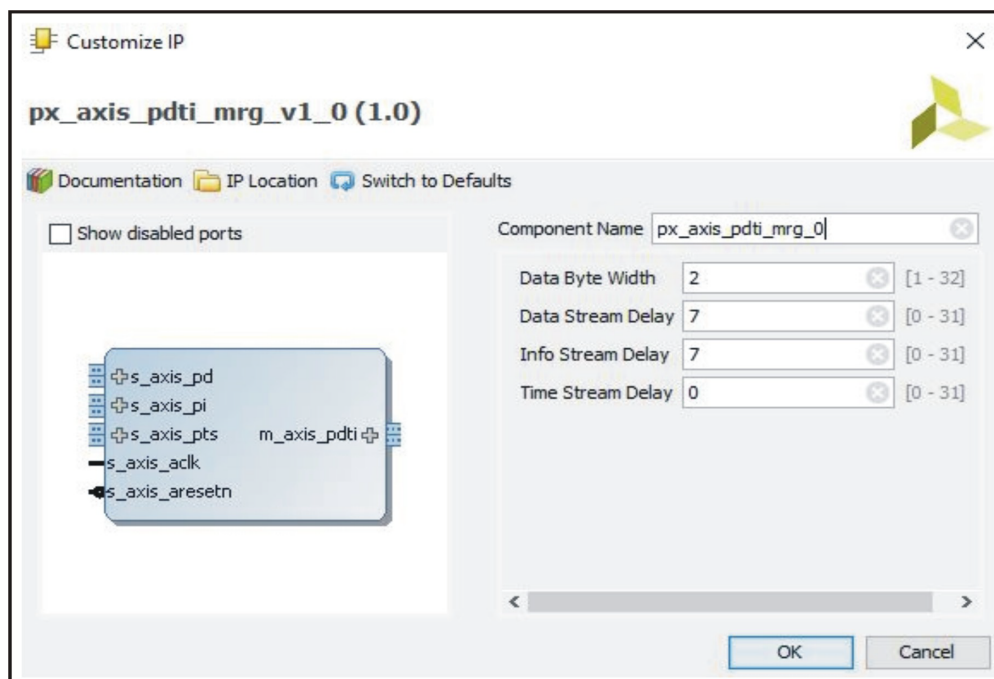 Customize IP
px_axis_pdti_mrg_v1_0 (1.0)
Documentation IP Location Switch to Defaults
Show disabled ports
s_axis_pd
s_axis_pi
s_axis_pts m_axis_pdti
s_axis_aclk
s_axis_aresetn
Component Name px_axis_pdti_mrg_0
Data Byte Width 2 [1 - 32]
Data Stream Delay 7 [0 - 31]
Info Stream Delay 7 [0 - 31]
Time Stream Delay 0 [0 - 31]
OK Cancel